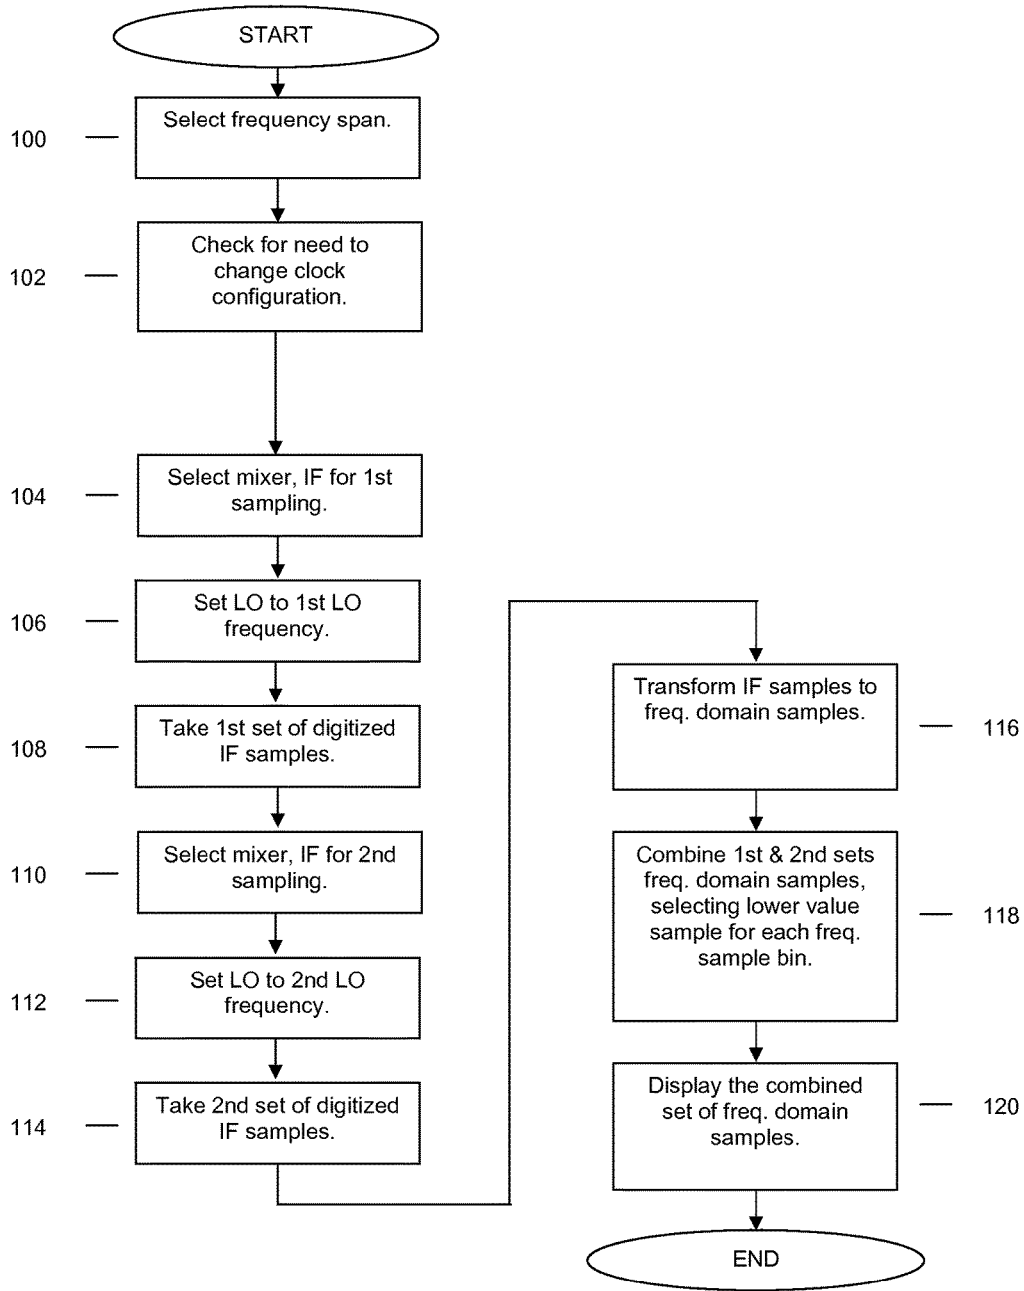 START
100
Select frequency span.
102
Check for need to
change clock
configuration.
104
Select mixer, IF for 1st
sampling.
106
Set LO to 1st LO
frequency.
108
Take 1st set of digitized
IF samples.
110
Select mixer, IF for 2nd
sampling.
112
Set LO to 2nd LO
frequency.
114
Take 2nd set of digitized
IF samples.
Transform IF samples to
freq. domain samples.
116
Combine 1st & 2nd sets
freq. domain samples,
selecting lower value
sample for each freq.
sample bin.
118
Display the combined
set of freq. domain
samples.
120
END